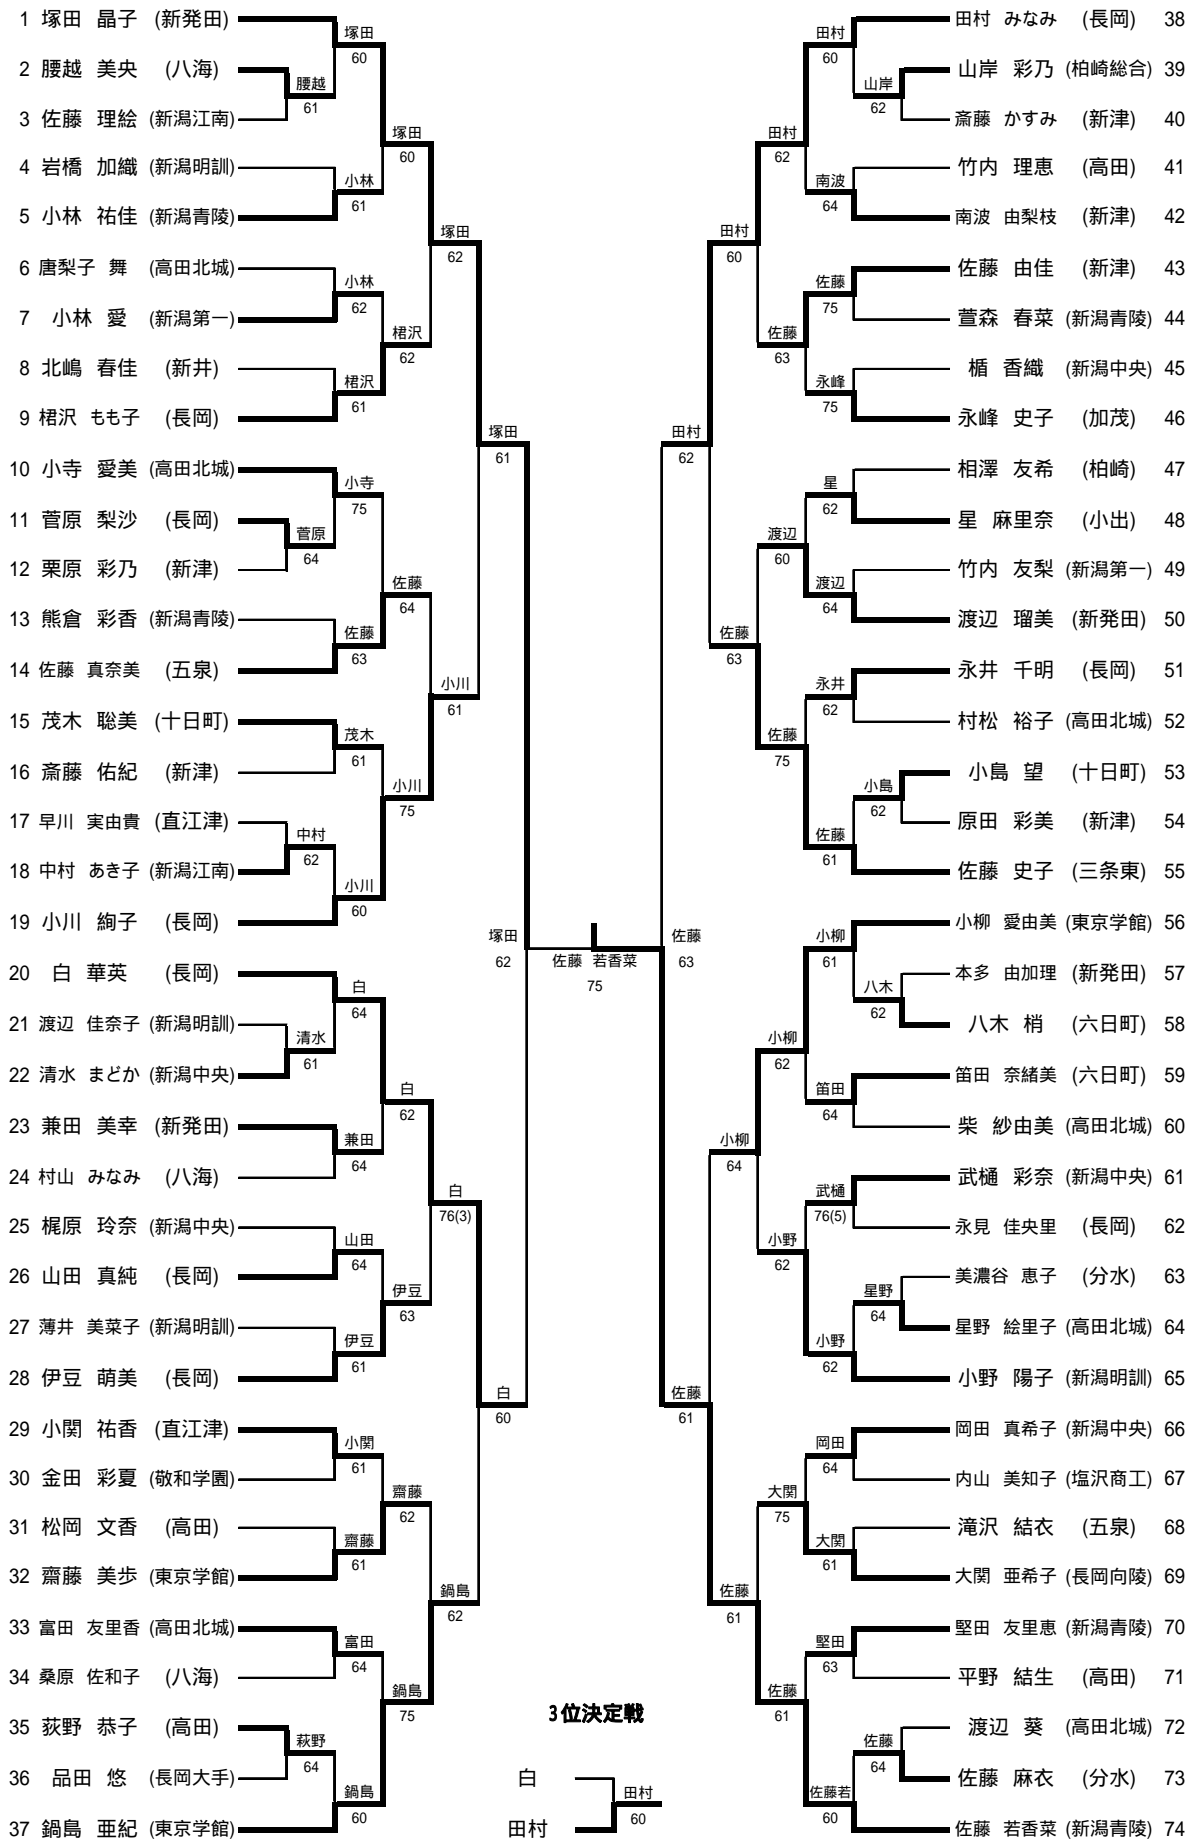 1 塚田 晶子 (新発田)
2 腰越 美央 (八海)
3 佐藤 理絵 (新潟江南)
4 岩橋 加織 (新潟明訓)
5 小林 祐佳 (新潟青陵)
6 唐梨子 舞 (高田北城)
7 小林 愛 (新潟第一)
8 北嶋 春佳 (新井)
9 桾沢 もも子 (長岡)
10 小寺 愛美 (高田北城)
11 菅原 梨沙 (長岡)
12 栗原 彩乃 (新津)
13 熊倉 彩香 (新潟青陵)
14 佐藤 真奈美 (五泉)
15 茂木 聡美 (十日町)
16 斎藤 佑紀 (新津)
17 早川 実由貴 (直江津)
18 中村 あき子 (新潟江南)
19 小川 絢子 (長岡)
20 白 華英 (長岡)
21 渡辺 佳奈子 (新潟明訓)
22 清水 まどか (新潟中央)
23 兼田 美幸 (新発田)
24 村山 みなみ (八海)
25 梶原 玲奈 (新潟中央)
26 山田 真純 (長岡)
27 薄井 美菜子 (新潟明訓)
28 伊豆 萌美 (長岡)
29 小関 祐香 (直江津)
30 金田 彩夏 (敬和学園)
31 松岡 文香 (高田)
32 齋藤 美歩 (東京学館)
33 富田 友里香 (高田北城)
34 桑原 佐和子 (八海)
35 荻野 恭子 (高田)
36 品田 悠 (長岡大手)
37 鍋島 亜紀 (東京学館)
腰越
61
菅原
64
中村
62
清水
61
萩野
64
塚田
60
小林
61
小林
62
桾沢
61
小寺
75
佐藤
63
茂木
61
小川
60
白
64
兼田
64
山田
64
伊豆
61
小関
61
齋藤
61
富田
64
鍋島
60
塚田
60
桾沢
62
佐藤
64
小川
75
白
62
伊豆
63
齋藤
62
鍋島
75
塚田
62
小川
61
白
76(3)
鍋島
62
塚田
61
白
60
塚田
62
佐藤 若香菜
75
佐藤
63
田村
62
佐藤
61
田村
60
佐藤
63
小柳
64
佐藤
61
田村
62
佐藤
63
渡辺
60
佐藤
75
小柳
62
小野
62
大関
75
佐藤
61
田村
60
南波
64
佐藤
75
永峰
75
星
62
渡辺
64
永井
62
佐藤
61
小柳
61
笛田
64
武樋
76(5)
小野
62
岡田
64
大関
61
堅田
63
佐藤若
60
山岸
62
小島
62
八木
62
星野
64
佐藤
64
田村 みなみ (長岡) 38
山岸 彩乃 (柏崎総合) 39
斎藤 かすみ (新津) 40
竹内 理恵 (高田) 41
南波 由梨枝 (新津) 42
佐藤 由佳 (新津) 43
萱森 春菜 (新潟青陵) 44
楯 香織 (新潟中央) 45
永峰 史子 (加茂) 46
相澤 友希 (柏崎) 47
星 麻里奈 (小出) 48
竹内 友梨 (新潟第一) 49
渡辺 瑠美 (新発田) 50
永井 千明 (長岡) 51
村松 裕子 (高田北城) 52
小島 望 (十日町) 53
原田 彩美 (新津) 54
佐藤 史子 (三条東) 55
小柳 愛由美 (東京学館) 56
本多 由加理 (新発田) 57
八木 梢 (六日町) 58
笛田 奈緒美 (六日町) 59
柴 紗由美 (高田北城) 60
武樋 彩奈 (新潟中央) 61
永見 佳央里 (長岡) 62
美濃谷 恵子 (分水) 63
星野 絵里子 (高田北城) 64
小野 陽子 (新潟明訓) 65
岡田 真希子 (新潟中央) 66
内山 美知子 (塩沢商工) 67
滝沢 結衣 (五泉) 68
大関 亜希子 (長岡向陵) 69
堅田 友里恵 (新潟青陵) 70
平野 結生 (高田) 71
渡辺 葵 (高田北城) 72
佐藤 麻衣 (分水) 73
佐藤 若香菜 (新潟青陵) 74
3位決定戦
白
田村
田村
60